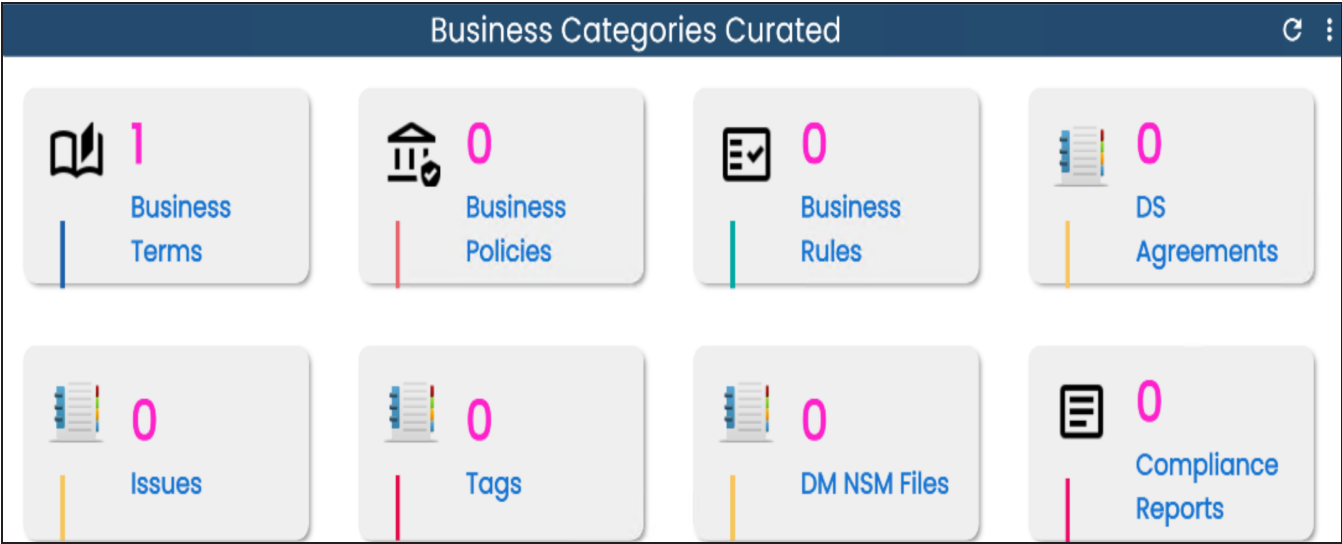 Business Categories Curated
1
Business
Terms
0
Business
Policies
0
Business
Rules
0
DS
Agreements
0
Issues
0
Tags
0
DM NSM Files
0
Compliance
Reports